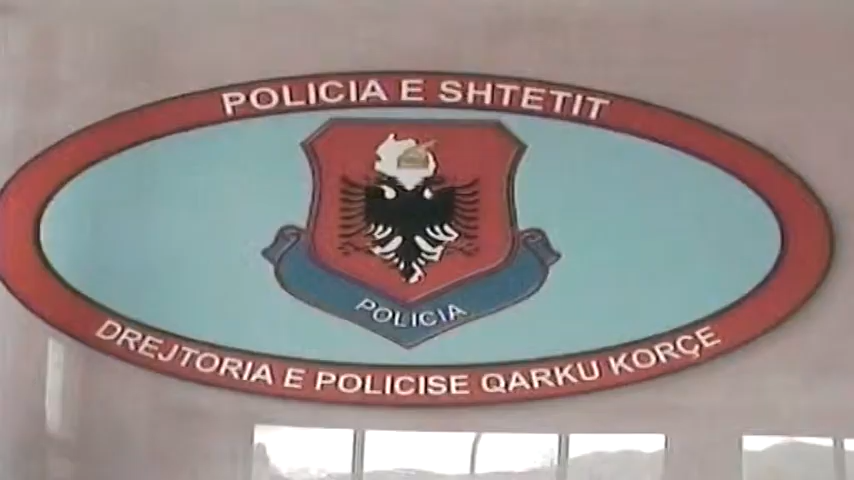 POLICIA E SHTETIT
POLICIA
DREJTORIA E POLICISE QARKU KORÇE